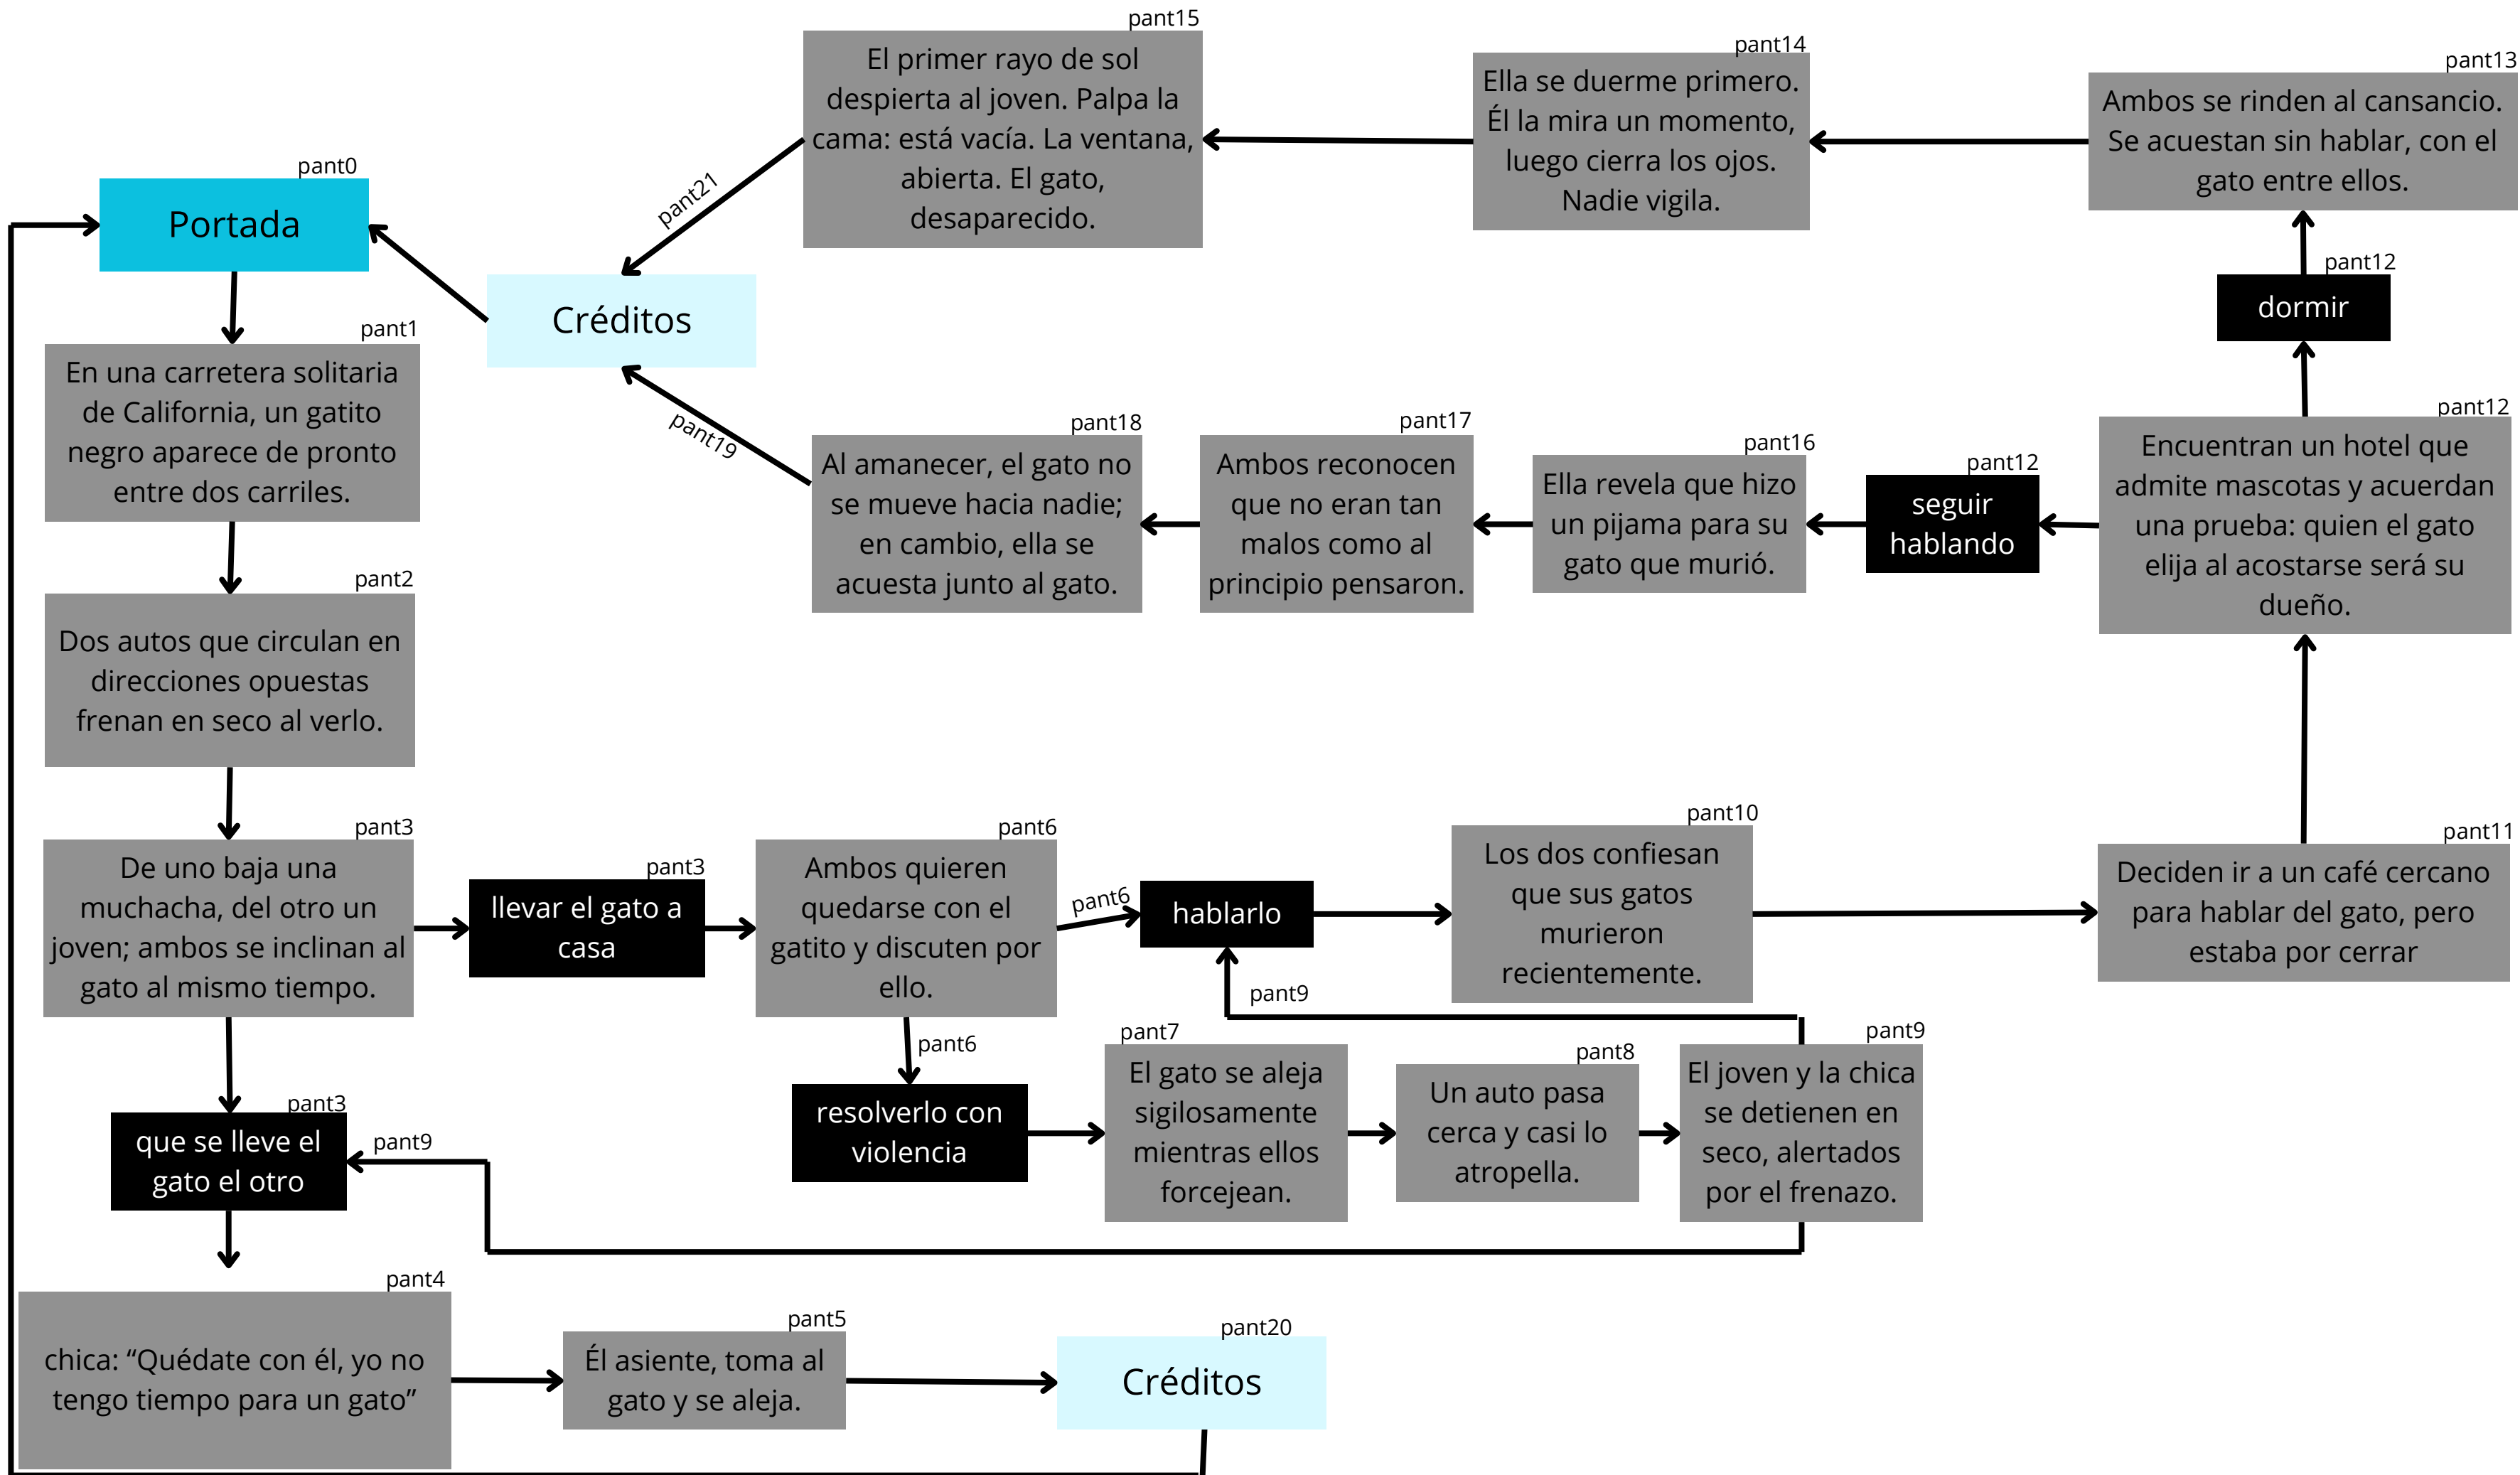 pant0
Portada
pant1
En una carretera solitaria
de California, un gatito
negro aparece de pronto
entre dos carriles.
pant2
Dos autos que circulan en
direcciones opuestas
frenan en seco al verlo.
pant3
De uno baja una
muchacha, del otro un
joven; ambos se inclinan al
gato al mismo tiempo.
pant3
llevar el gato a
casa
pant3
que se lleve el
gato el otro
pant9
pant4
chica: “Quédate con él, yo no
tengo tiempo para un gato”
pant5
Él asiente, toma al
gato y se aleja.
pant20
Créditos
pant6
Ambos quieren
quedarse con el
gatito y discuten por
ello.
pant6
hablarlo
pant6
resolverlo con
violencia
pant7
El gato se aleja
sigilosamente
mientras ellos
forcejean.
pant8
Un auto pasa
cerca y casi lo
atropella.
pant9
El joven y la chica
se detienen en
seco, alertados
por el frenazo.
pant9
pant10
Los dos confiesan
que sus gatos
murieron
recientemente.
pant11
Deciden ir a un café cercano
para hablar del gato, pero
estaba por cerrar
pant12
Encuentran un hotel que
admite mascotas y acuerdan
una prueba: quien el gato
elija al acostarse será su
dueño.
pant12
dormir
pant13
Ambos se rinden al cansancio.
Se acuestan sin hablar, con el
gato entre ellos.
pant14
Ella se duerme primero.
Él la mira un momento,
luego cierra los ojos.
Nadie vigila.
pant15
El primer rayo de sol
despierta al joven. Palpa la
cama: está vacía. La ventana,
abierta. El gato,
desaparecido.
pant21
Créditos
pant12
seguir
hablando
pant16
Ella revela que hizo
un pijama para su
gato que murió.
pant17
Ambos reconocen
que no eran tan
malos como al
principio pensaron.
pant18
Al amanecer, el gato no
se mueve hacia nadie;
en cambio, ella se
acuesta junto al gato.
pant19